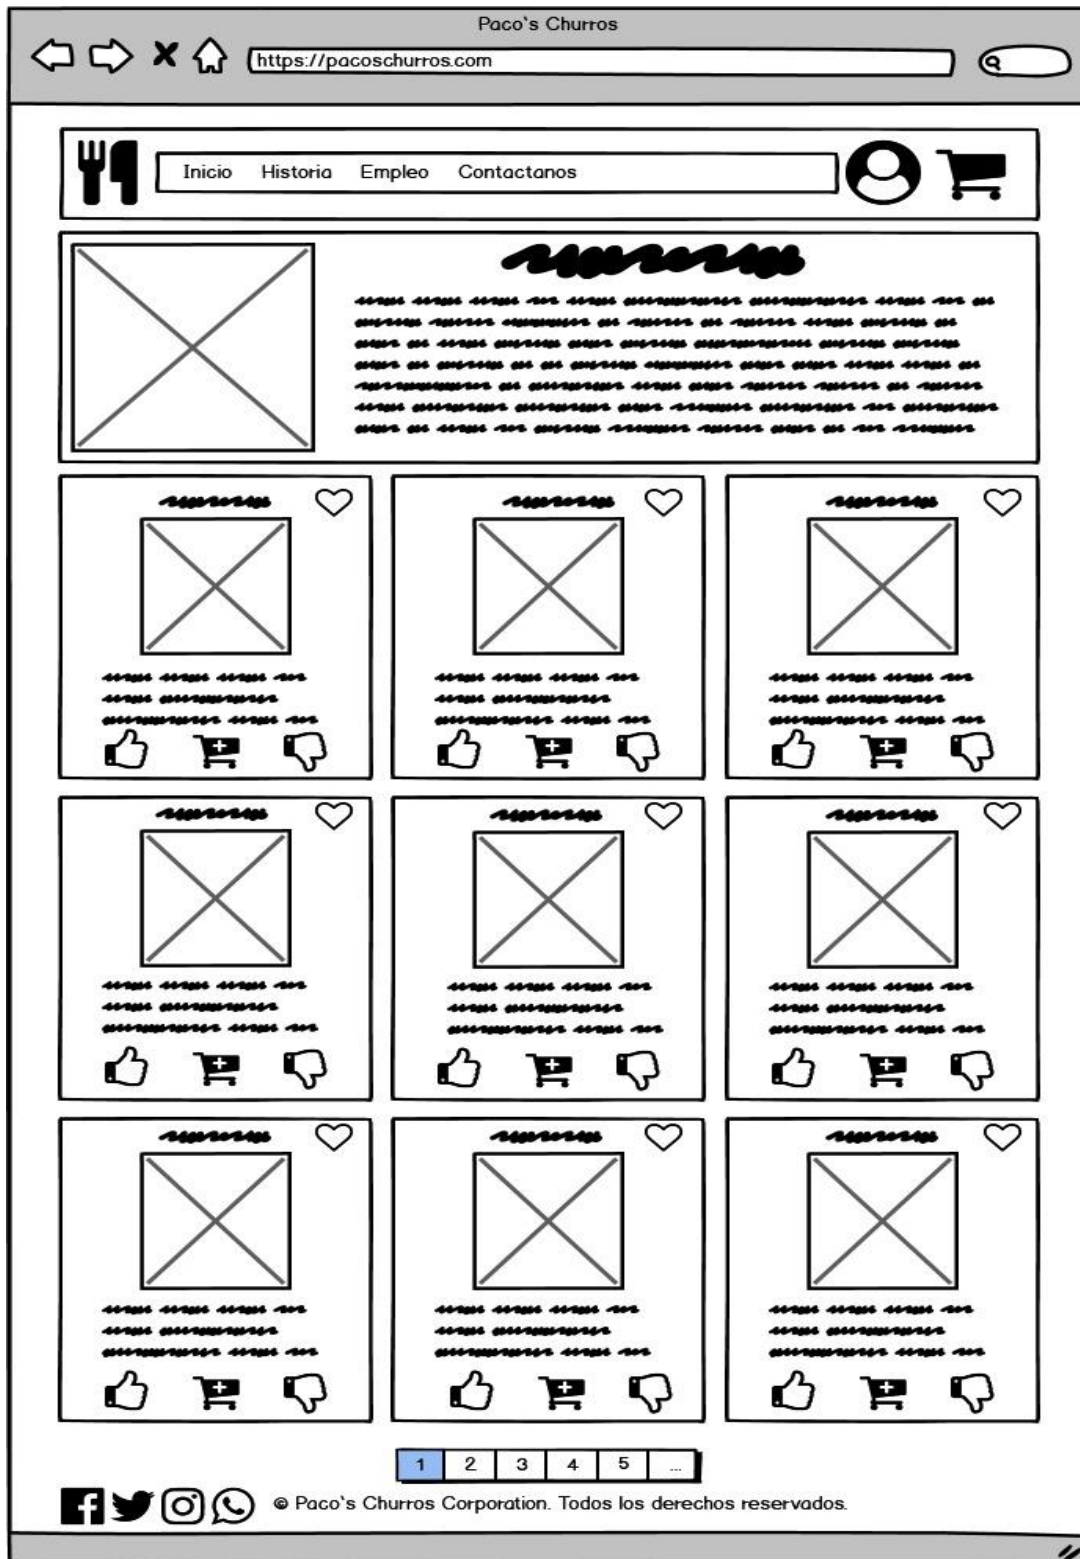 Paco's Churros
https://pacoschurros.com
Inicio Historia Empleo Contactanos
1 2 3 4 5 ...
© Paco's Churros Corporation. Todos los derechos reservados.